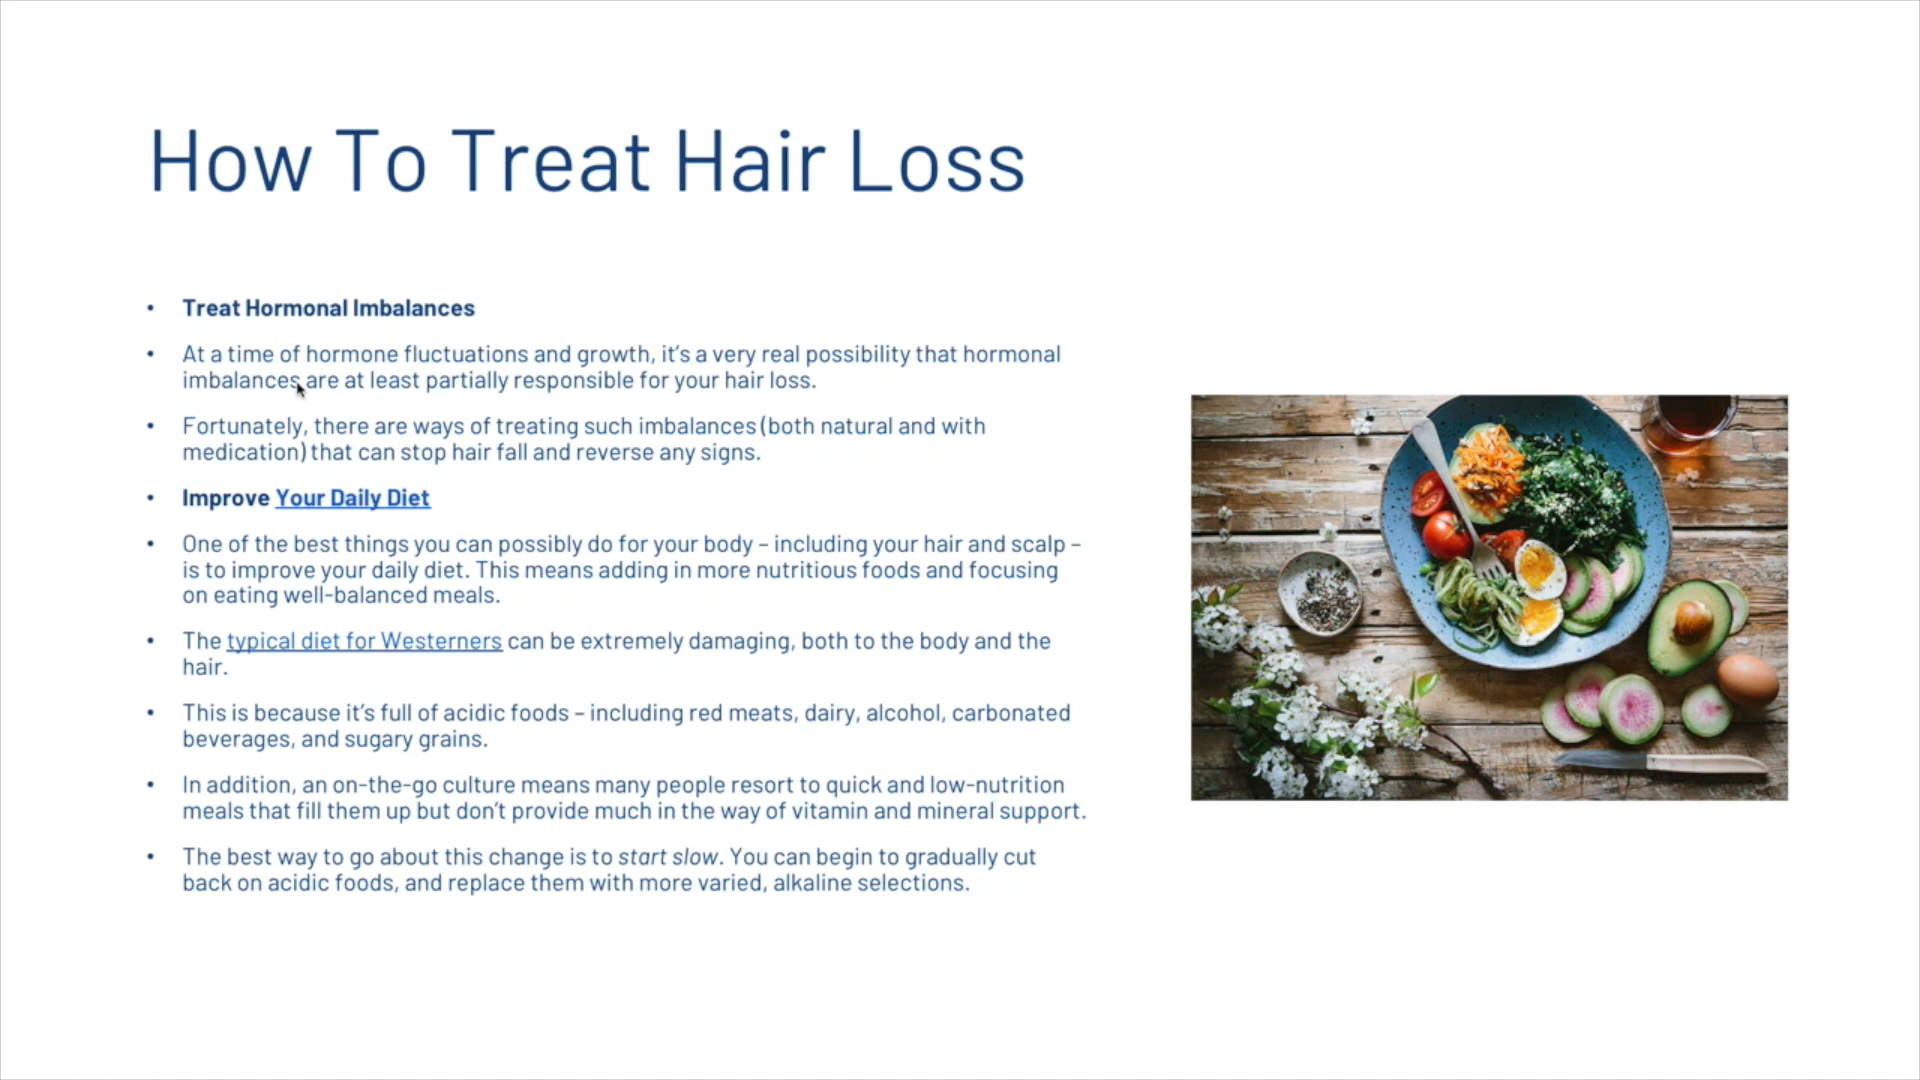 How To Treat Hair Loss
• Treat Hormonal Imbalances
• At a time of hormone fluctuations and growth, it's a very real possibility that hormonal
imbalances are at least partially responsible for your hair loss.
• Fortunately, there are ways of treating such imbalances (both natural and with
medication) that can stop hair fall and reverse any signs.
• Improve Your Daily Diet
• One of the best things you can possibly do for your body – including your hair and scalp –
is to improve your daily diet. This means adding in more nutritious foods and focusing
on eating well-balanced meals.
• The typical diet for Westerners can be extremely damaging, both to the body and the
hair.
• This is because it's full of acidic foods – including red meats, dairy, alcohol, carbonated
beverages, and sugary grains.
• In addition, an on-the-go culture means many people resort to quick and low-nutrition
meals that fill them up but don't provide much in the way of vitamin and mineral support.
• The best way to go about this change is to start slow. You can begin to gradually cut
back on acidic foods, and replace them with more varied, alkaline selections.